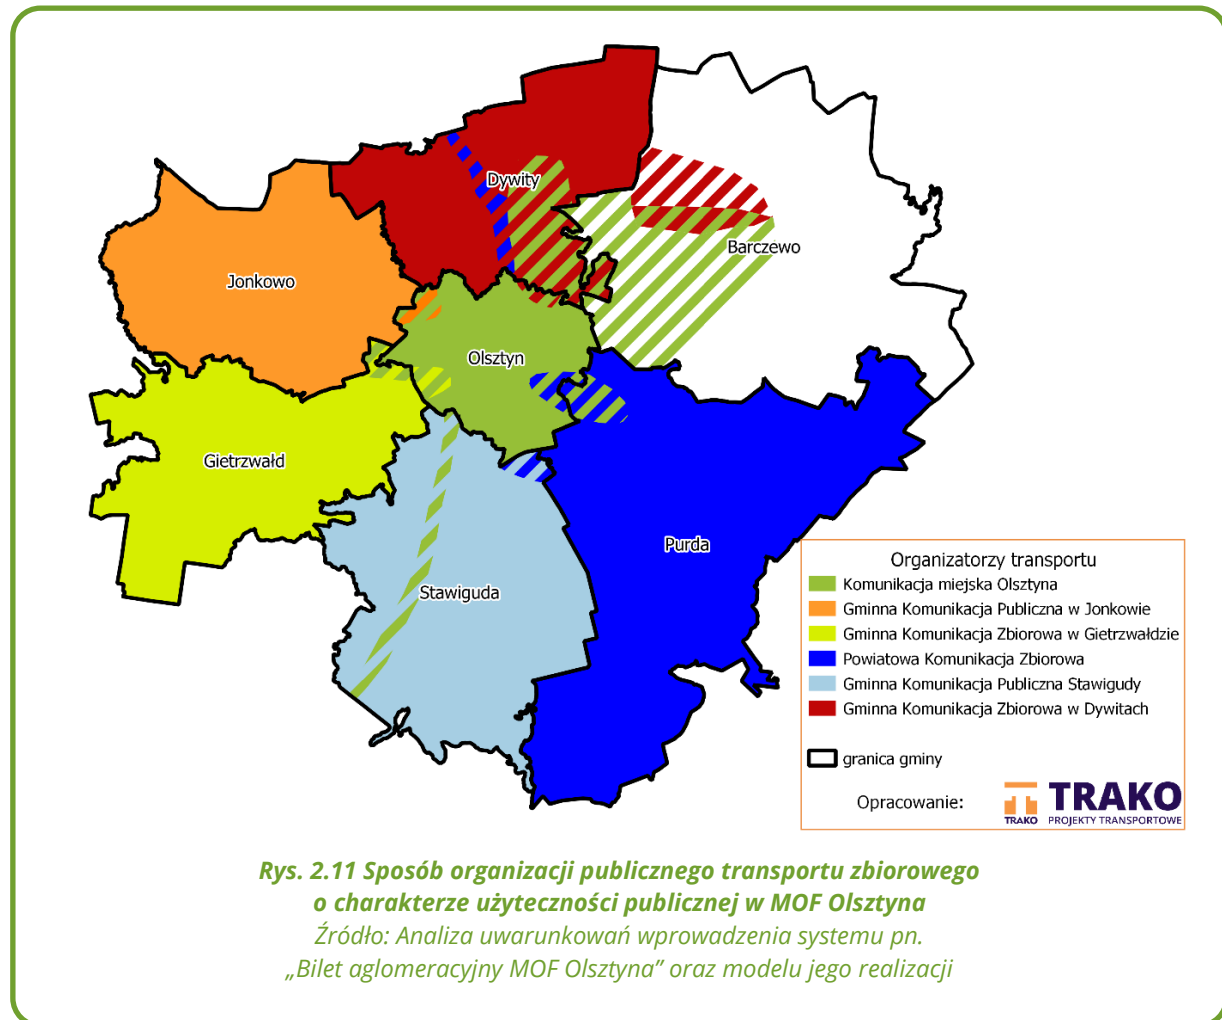 Dywity
Barczewo
Jonkowo
Olsztyn
Gietrzwałd
Purda
Stawiguda
Organizatorzy transportu
Komunikacja miejska Olsztyna
Gminna Komunikacja Publiczna w Jonkowie
Gminna Komunikacja Zbiorowa w Gietrzwałdzie
Powiatowa Komunikacja Zbiorowa
Gminna Komunikacja Publiczna Stawigudy
Gminna Komunikacja Zbiorowa w Dywitach
granica gminy
Opracowanie:
TRAKO
TRAKO
PROJEKTY TRANSPORTOWE
Rys. 2.11 Sposób organizacji publicznego transportu zbiorowego
o charakterze użyteczności publicznej w MOF Olsztyna
Źródło: Analiza uwarunkowań wprowadzenia systemu pn.
„Bilet aglomeracyjny MOF Olsztyna” oraz modelu jego realizacji